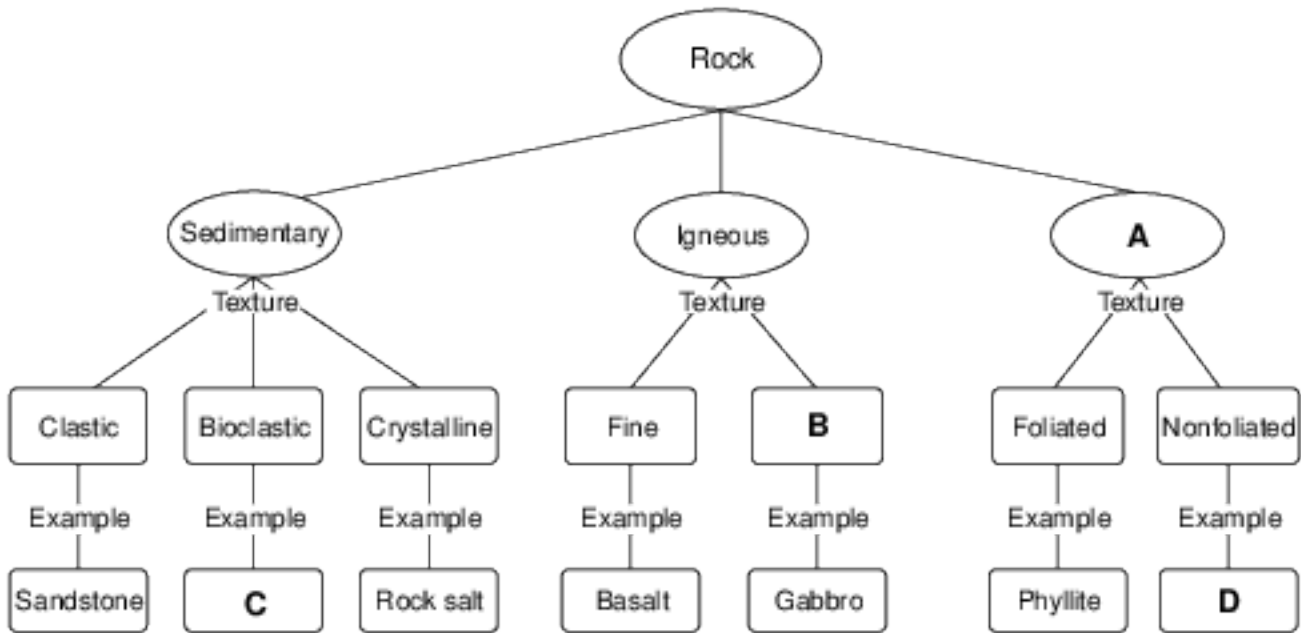 Rock
Sedimentary Igneous A
Texture Texture Texture
Clastic Bioclastic Crystalline Fine B Foliated Nonfoliated
Example Example Example Example Example Example Example
Sandstone C Rock salt Basalt Gabbro Phyllite D